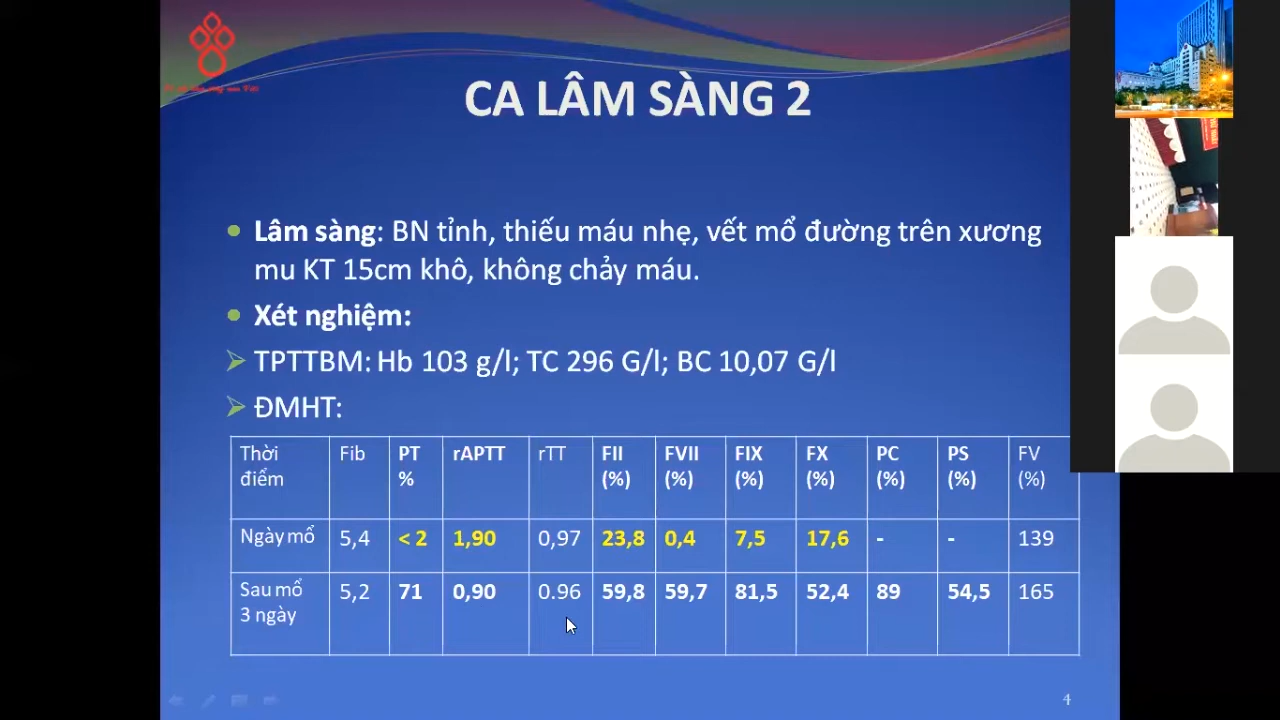 CA LÂM SÀNG 2
Lâm sàng: BN tỉnh, thiếu máu nhẹ, vết mổ đường trên xương
mu KT 15cm khô, không chảy máu.
Xét nghiệm:
TPTTBM: Hb 103 g/l; TC 296 G/l; BC 10,07 G/l
ĐMHT:
Thời điểm Fib PT % rAPTT rTT FII (%) FVII (%) FIX (%) FX (%) PC (%) PS (%) FV (%)
Ngày mổ 5,4 < 2 1,90 0,97 23,8 0,4 7,5 17,6 - - 139
Sau mổ 3 ngày 5,2 71 0,90 0.96 59,8 59,7 81,5 52,4 89 54,5 165
4